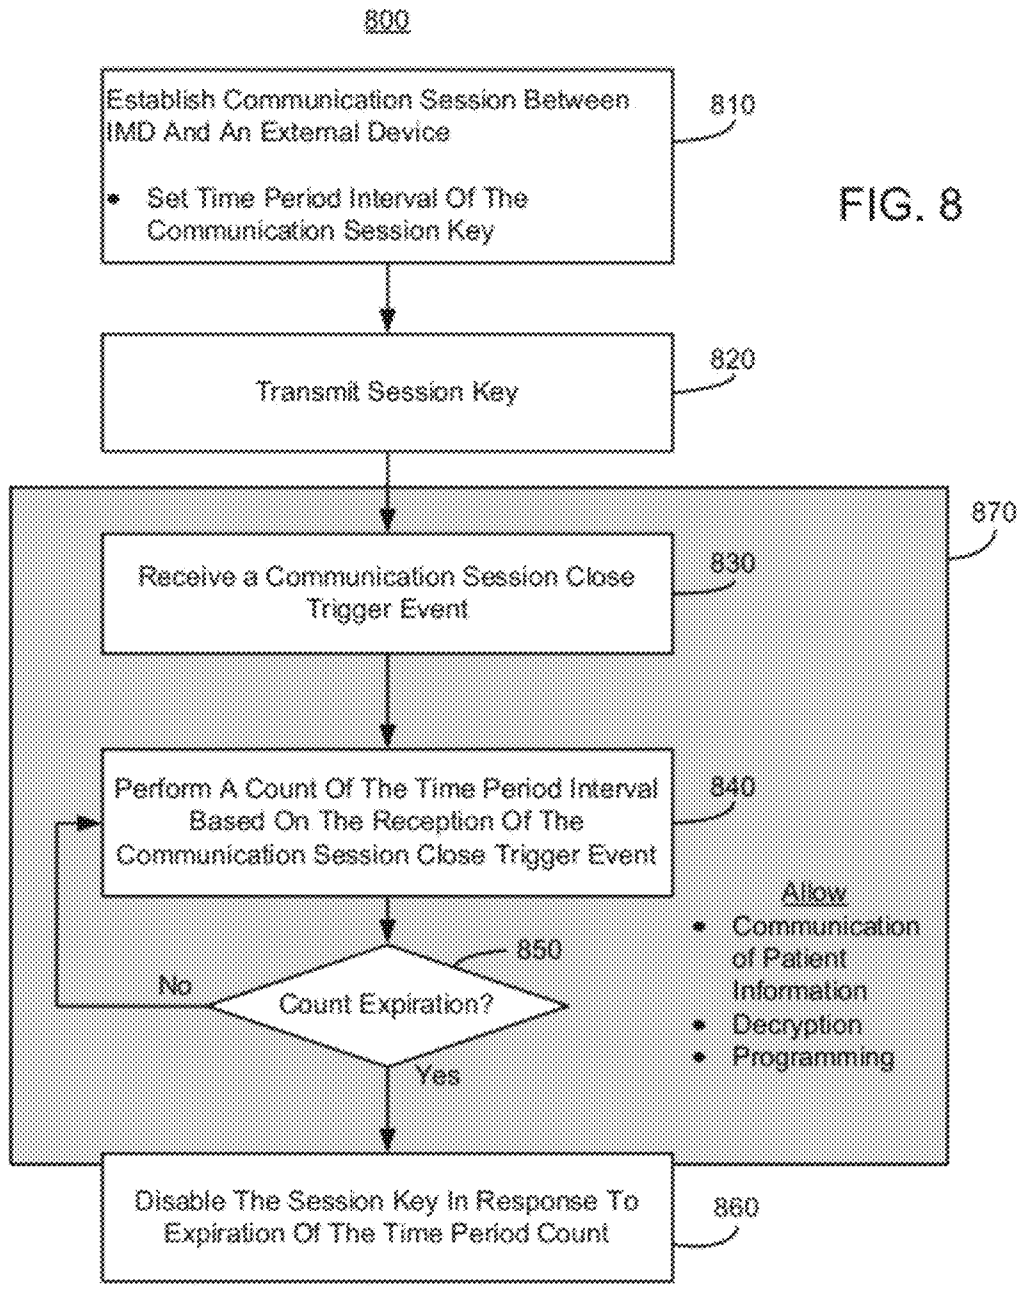 800
Establish Communication Session Between
IMD And An External Device
• Set Time Period Interval Of The
Communication Session Key
810
FIG. 8
Transmit Session Key
820
870
Receive a Communication Session Close
Trigger Event
830
Perform A Count Of The Time Period Interval
Based On The Reception Of The
Communication Session Close Trigger Event
840
Count Expiration?
850
No
Yes
Allow
• Communication
of Patient
Information
• Decryption
• Programming
Disable The Session Key In Response To
Expiration Of The Time Period Count
860